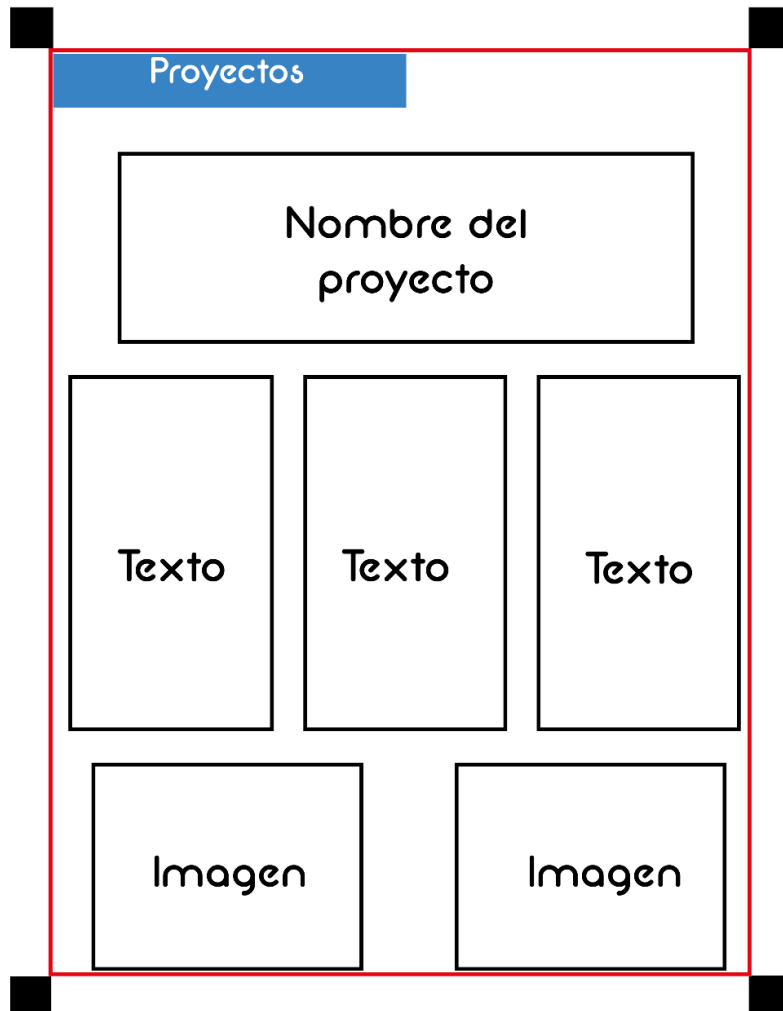 Proyectos
Nombre del
proyecto
Texto
Texto
Texto
Imagen
Imagen